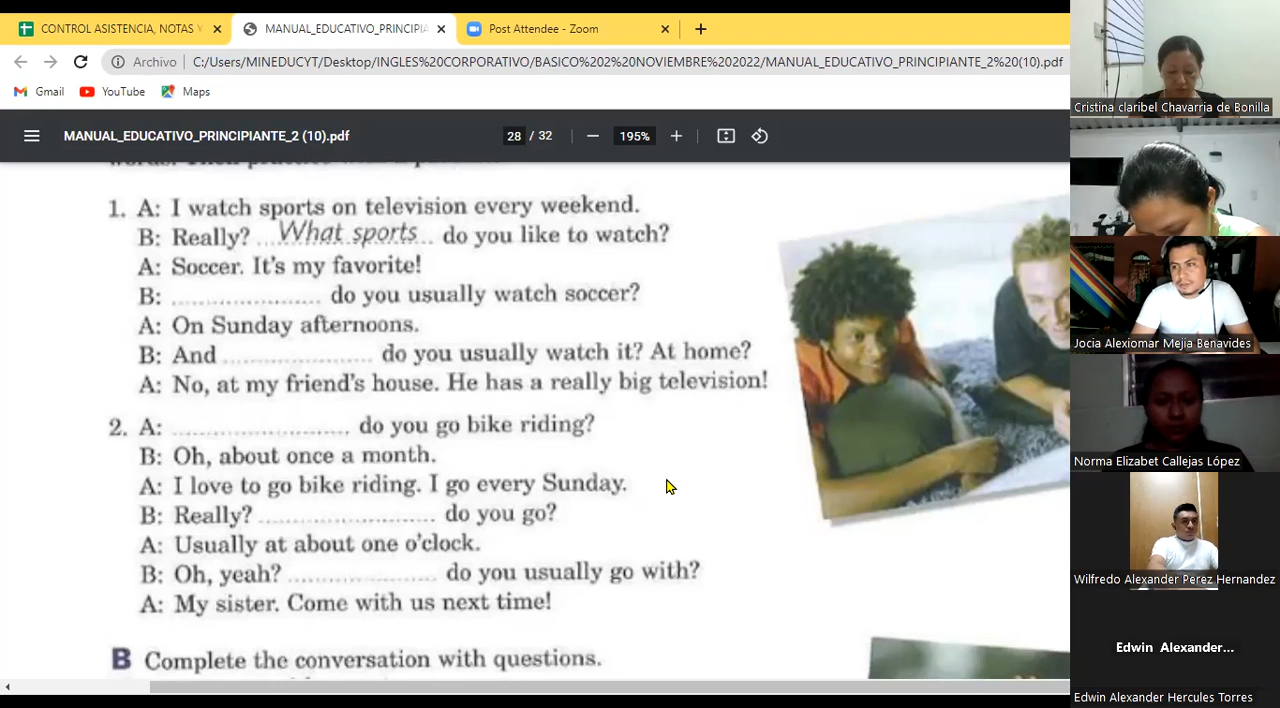 CONTROL ASISTENCIA, NOTAS Y
MANUAL_EDUCATIVO_PRINCIPIA
Post Attendee - Zoom
Archivo
C:/Users/MINEDUCYT/Desktop/INGLES%20CORPORATIVO/BASICO%202%20NOVIEMBRE%202022/MANUAL_EDUCATIVO_PRINCIPIANTE_2%20(10).pdf
Gmail
YouTube
Maps
MANUAL_EDUCATIVO_PRINCIPIANTE_2 (10).pdf
28 / 32
195%
1. A: I watch sports on television every weekend.
B: Really? What sports do you like to watch?
A: Soccer. It's my favorite!
B: .................... do you usually watch soccer?
A: On Sunday afternoons.
B: And .................... do you usually watch it? At home?
A: No, at my friend's house. He has a really big television!
2. A: ........................ do you go bike riding?
B: Oh, about once a month.
A: I love to go bike riding. I go every Sunday.
B: Really? ........................ do you go?
A: Usually at about one o'clock.
B: Oh, yeah? .................... do you usually go with?
A: My sister. Come with us next time!
B Complete the conversation with questions.
Cristina claribel Chavarria de Bonilla
Jocia Alexiomar Mejia Benavides
Norma Elizabet Callejas López
Wilfredo Alexander Perez Hernandez
Edwin Alexander...
Edwin Alexander Hercules Torres